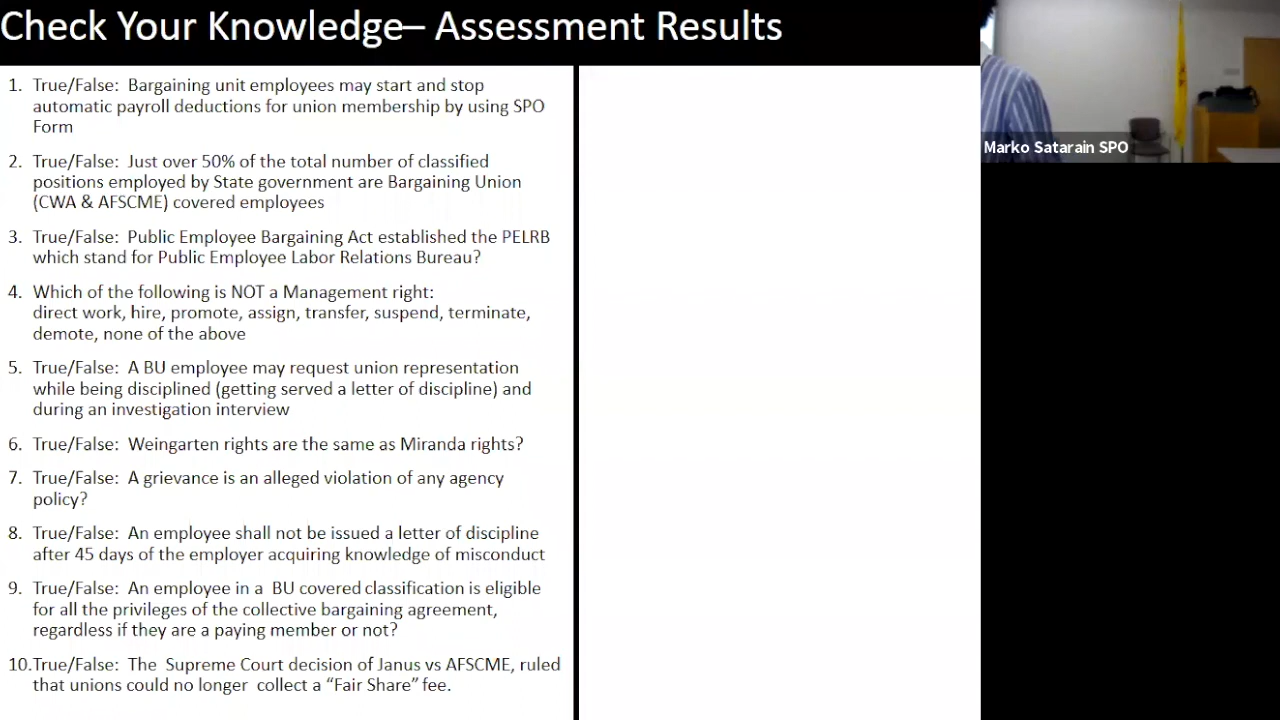 Check Your Knowledge– Assessment Results
1. True/False: Bargaining unit employees may start and stop
automatic payroll deductions for union membership by using SPO
Form
2. True/False: Just over 50% of the total number of classified
positions employed by State government are Bargaining Union
(CWA & AFSCME) covered employees
3. True/False: Public Employee Bargaining Act established the PELRB
which stand for Public Employee Labor Relations Bureau?
4. Which of the following is NOT a Management right:
direct work, hire, promote, assign, transfer, suspend, terminate,
demote, none of the above
5. True/False: A BU employee may request union representation
while being disciplined (getting served a letter of discipline) and
during an investigation interview
6. True/False: Weingarten rights are the same as Miranda rights?
7. True/False: A grievance is an alleged violation of any agency
policy?
8. True/False: An employee shall not be issued a letter of discipline
after 45 days of the employer acquiring knowledge of misconduct
9. True/False: An employee in a BU covered classification is eligible
for all the privileges of the collective bargaining agreement,
regardless if they are a paying member or not?
10.True/False: The Supreme Court decision of Janus vs AFSCME, ruled
that unions could no longer collect a “Fair Share” fee.
Marko Satarain SPO